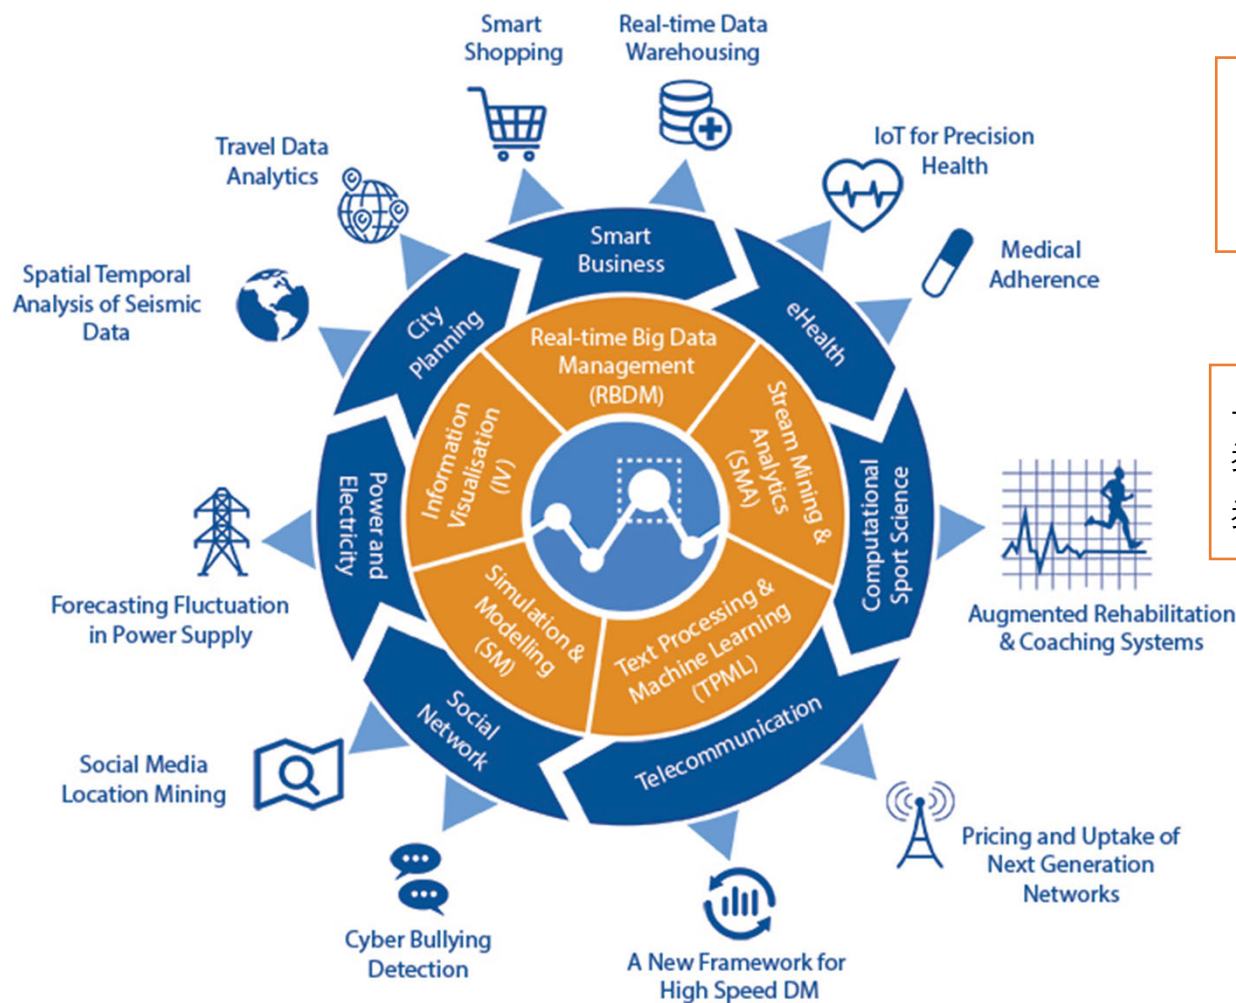 Smart
Shopping
Real-time Data
Warehousing
IoT for Precision
Health
Medical
Adherence
Travel Data
Analytics
Spatial Temporal
Analysis of Seismic
Data
Smart
Business
eHealth
City
Planning
Real-time Big Data
Management
(RBDM)
Stream Mining &
Analytics
(SMA)
Information
Visualisation
(IV)
Power and
Electricity
Computational
Sport Science
Simulation &
Modelling
(SM)
Text Processing &
Machine Learning
(TPML)
Social
Network
Telecommunication
Forecasting Fluctuation
in Power Supply
Augmented Rehabilitation
& Coaching Systems
Social Media
Location Mining
Pricing and Uptake of
Next Generation
Networks
Cyber Bullying
Detection
A New Framework for
High Speed DM